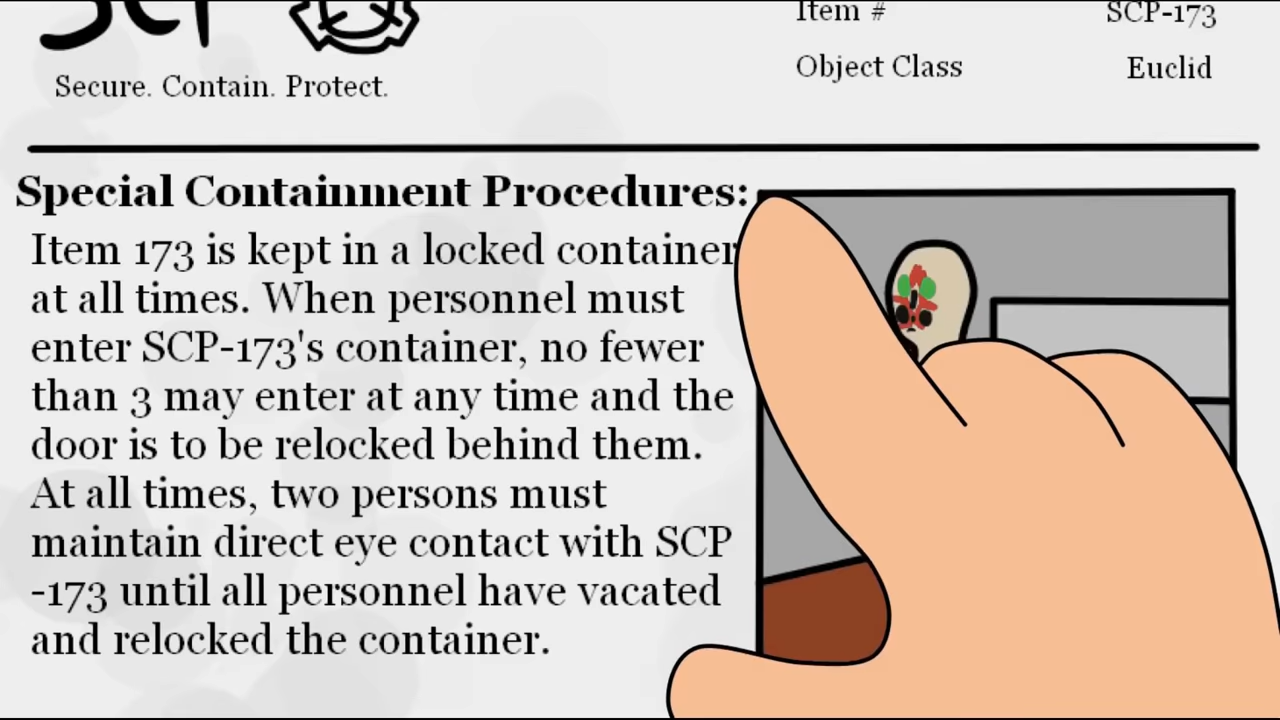 SCP
Item # SCP-173
Object Class Euclid
Secure. Contain. Protect.
Special Containment Procedures:
Item 173 is kept in a locked container
at all times. When personnel must
enter SCP-173's container, no fewer
than 3 may enter at any time and the
door is to be relocked behind them.
At all times, two persons must
maintain direct eye contact with SCP
-173 until all personnel have vacated
and relocked the container.